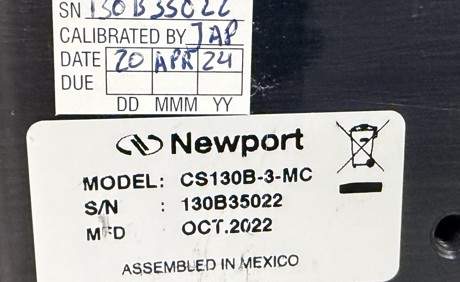 SN 130B35022
CALIBRATED BY JAP
DATE 20 APR 24
DUE
DD MMM YY
Newport
MODEL: CS130B-3-MC
S/N : 130B35022
MFD OCT.2022
ASSEMBLED IN MEXICO